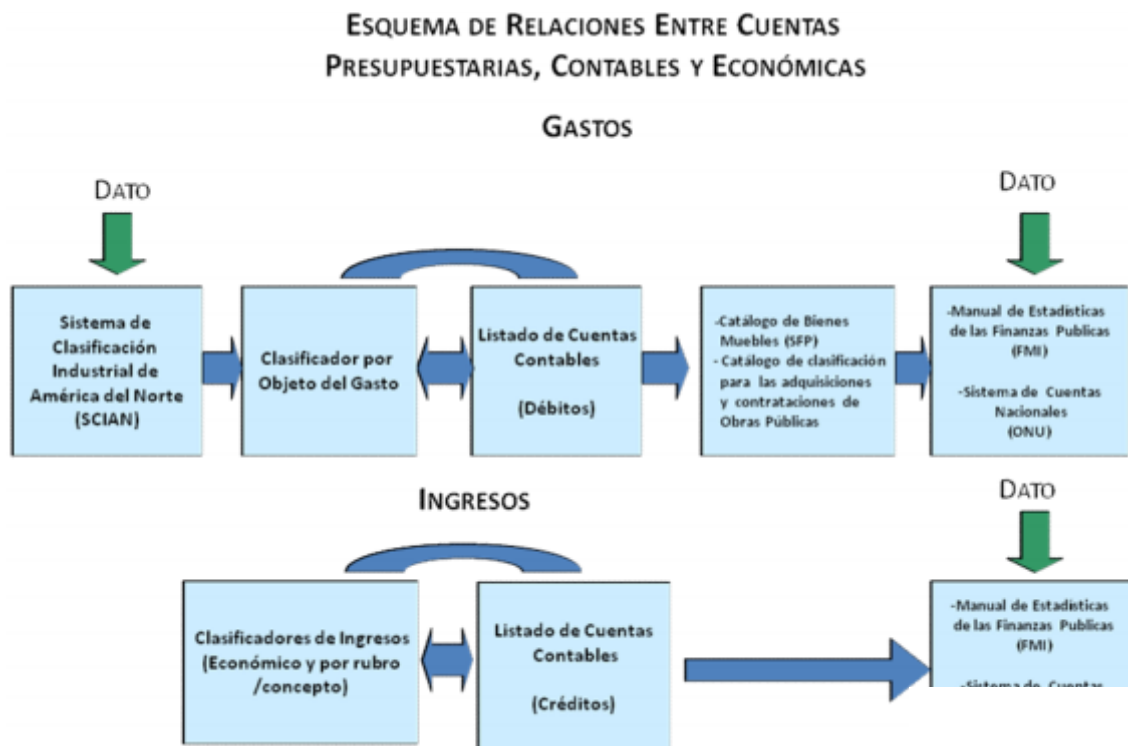 ESQUEMA DE RELACIONES ENTRE CUENTAS
PRESUPUESTARIAS, CONTABLES Y ECONÓMICAS
GASTOS
DATO
DATO
Sistema de
Clasificación
Industrial de
América del Norte
(SCIAN)
Clasificador por
Objeto del Gasto
Listado de Cuentas
Contables
(Débitos)
-Catálogo de Bienes
Muebles (SFP)
- Catálogo de clasificación
para las adquisiciones
y contrataciones de
Obras Públicas
-Manual de Estadísticas
de las Finanzas Publicas
(FMI)
-Sistema de Cuentas
Nacionales
(ONU)
INGRESOS
DATO
Clasificadores de Ingresos
(Económico y por rubro
/concepto)
Listado de Cuentas
Contables
(Créditos)
-Manual de Estadísticas
de las Finanzas Publicas
(FMI)
-Sistema de Cuentas